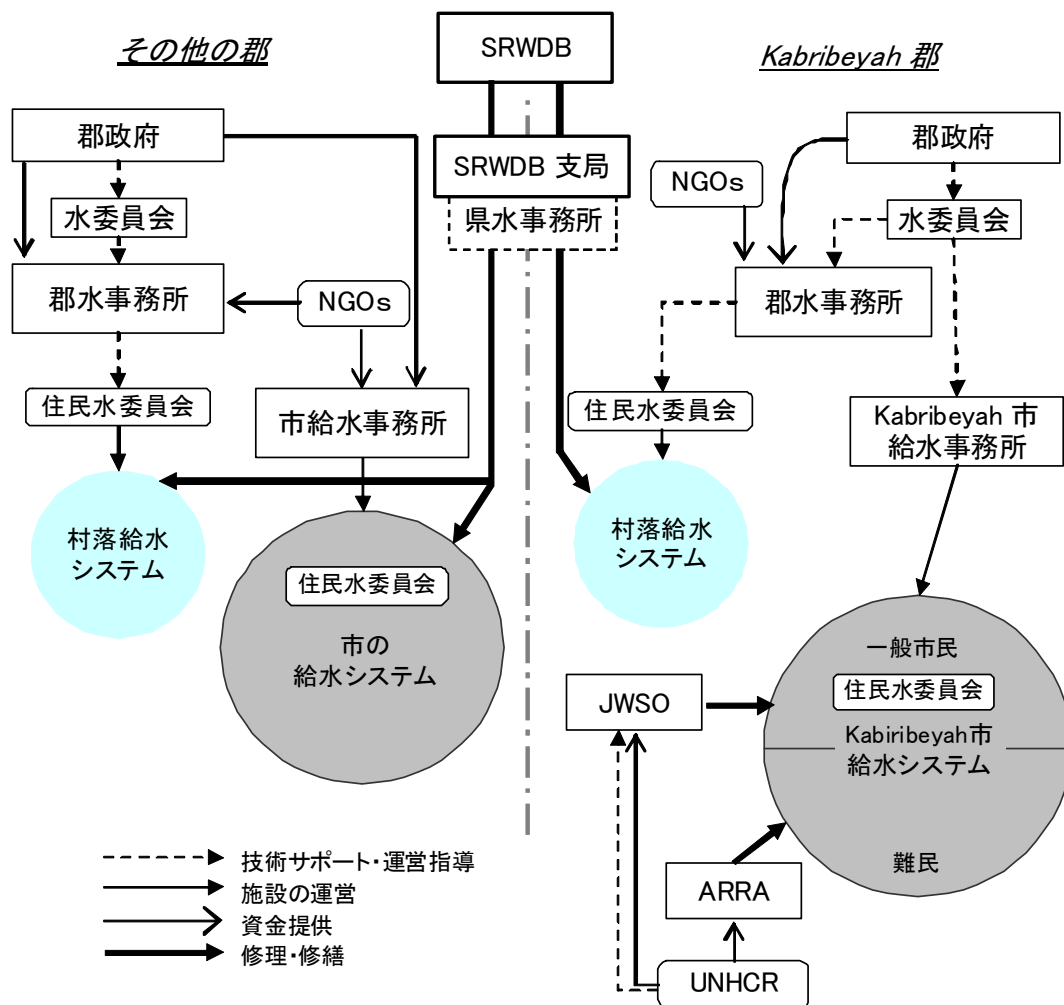 その他の郡
SRWDB
Kabribeyah 郡
郡政府
水委員会
郡水事務所
住民水委員会
村落給水
システム
NGOs
市給水事務所
住民水委員会
市の
給水システム
SRWDB 支局
県水事務所
郡政府
NGOs
水委員会
郡水事務所
住民水委員会
村落給水
システム
Kabribeyah 市
給水事務所
一般市民
住民水委員会
Kabiribeyah市
給水システム
難民
JWSO
ARRA
UNHCR
技術サポート・運営指導
施設の運営
資金提供
修理・修繕